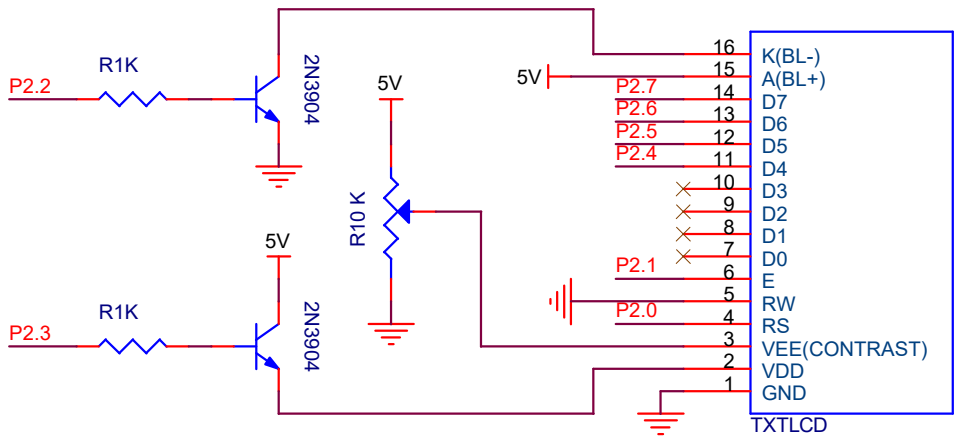 P2.2
R1K
2N3904
5V
R10 K
5V
P2.3
R1K
2N3904
5V
P2.7
P2.6
P2.5
P2.4
P2.1
P2.0
16 K(BL-)
15 A(BL+)
14 D7
13 D6
12 D5
11 D4
10 D3
9 D2
8 D1
7 D0
6 E
5 RW
4 RS
3 VEE(CONTRAST)
2 VDD
1 GND
TXTLCD